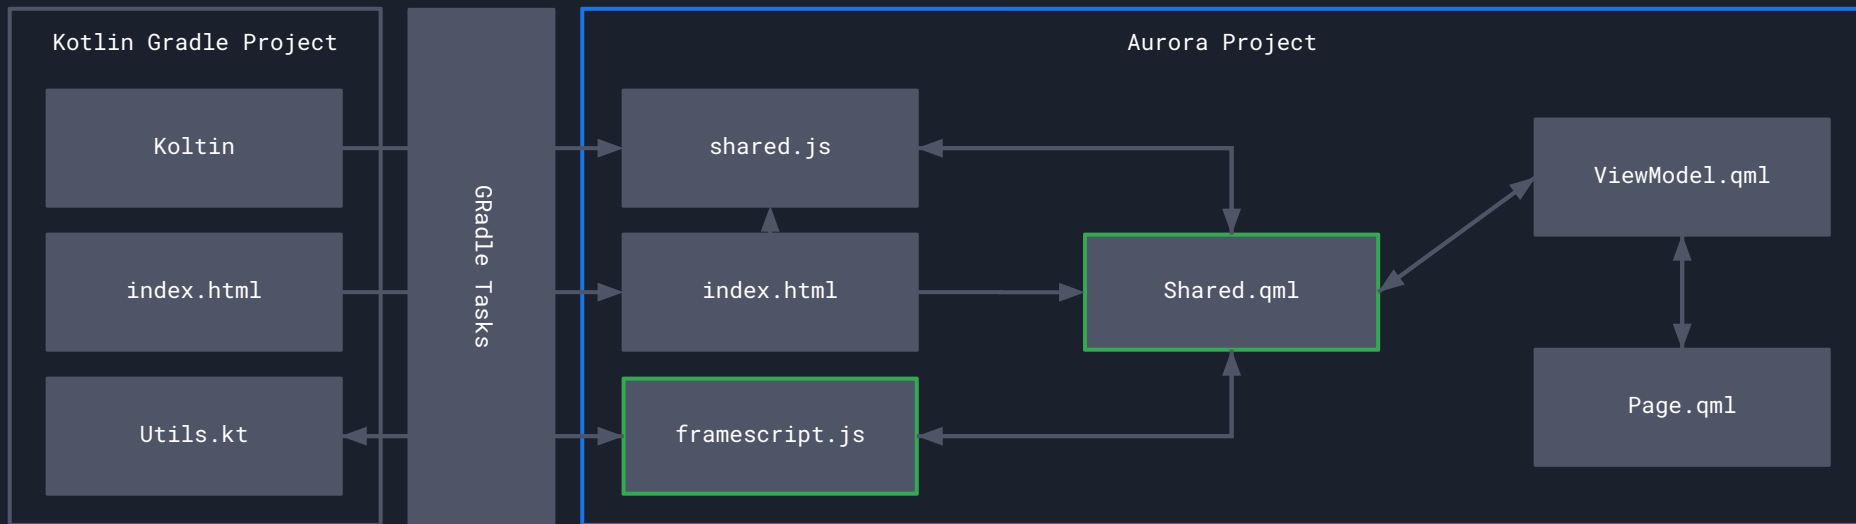 Kotlin Gradle Project
Koltin
index.html
Utils.kt
GRadle Tasks
Aurora Project
shared.js
index.html
framescript.js
Shared.qml
ViewModel.qml
Page.qml